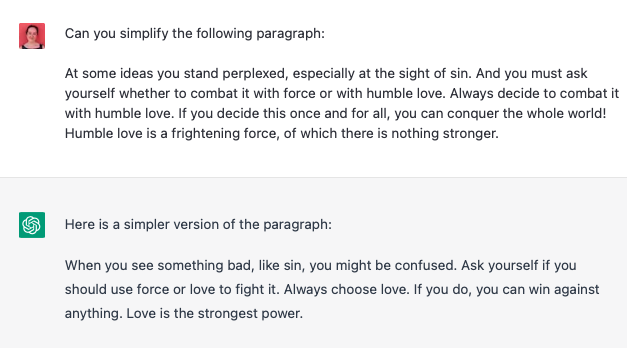 Can you simplify the following paragraph:
At some ideas you stand perplexed, especially at the sight of sin. And you must ask
yourself whether to combat it with force or with humble love. Always decide to combat it
with humble love. If you decide this once and for all, you can conquer the whole world!
Humble love is a frightening force, of which there is nothing stronger.
Here is a simpler version of the paragraph:
When you see something bad, like sin, you might be confused. Ask yourself if you
should use force or love to fight it. Always choose love. If you do, you can win against
anything. Love is the strongest power.